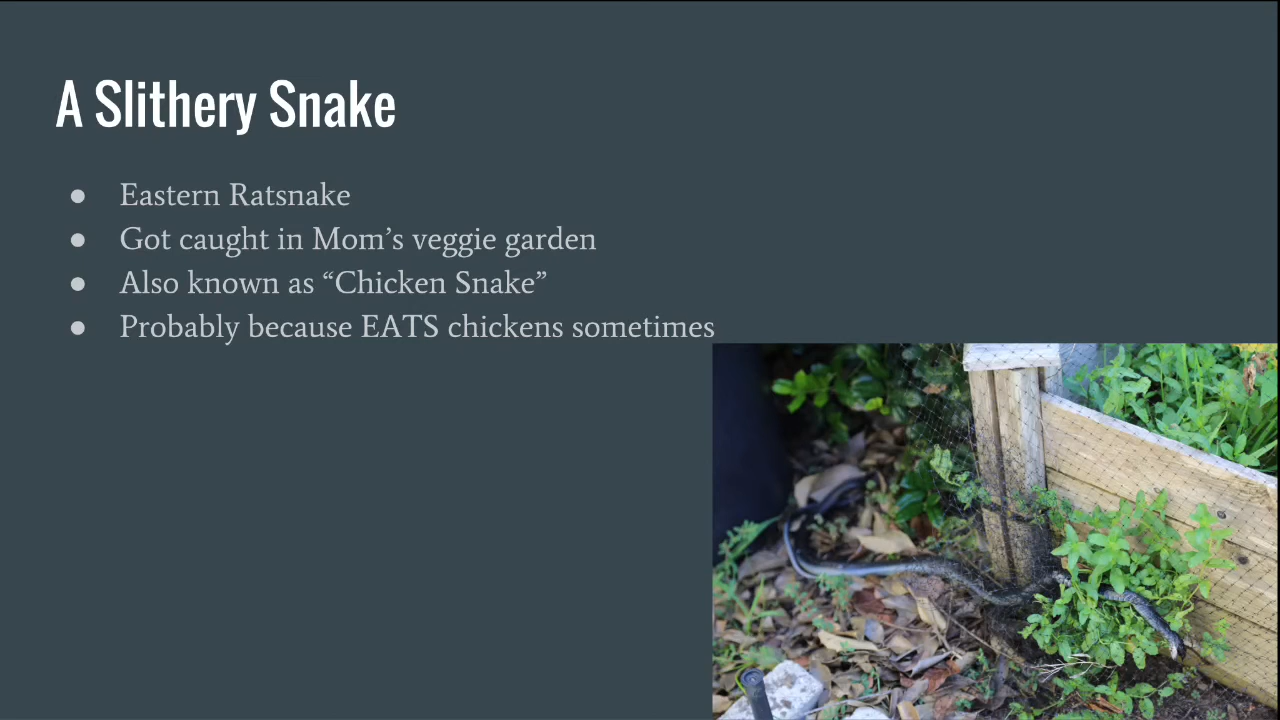 A Slithery Snake
● Eastern Ratsnake
● Got caught in Mom’s veggie garden
● Also known as “Chicken Snake”
● Probably because EATS chickens sometimes